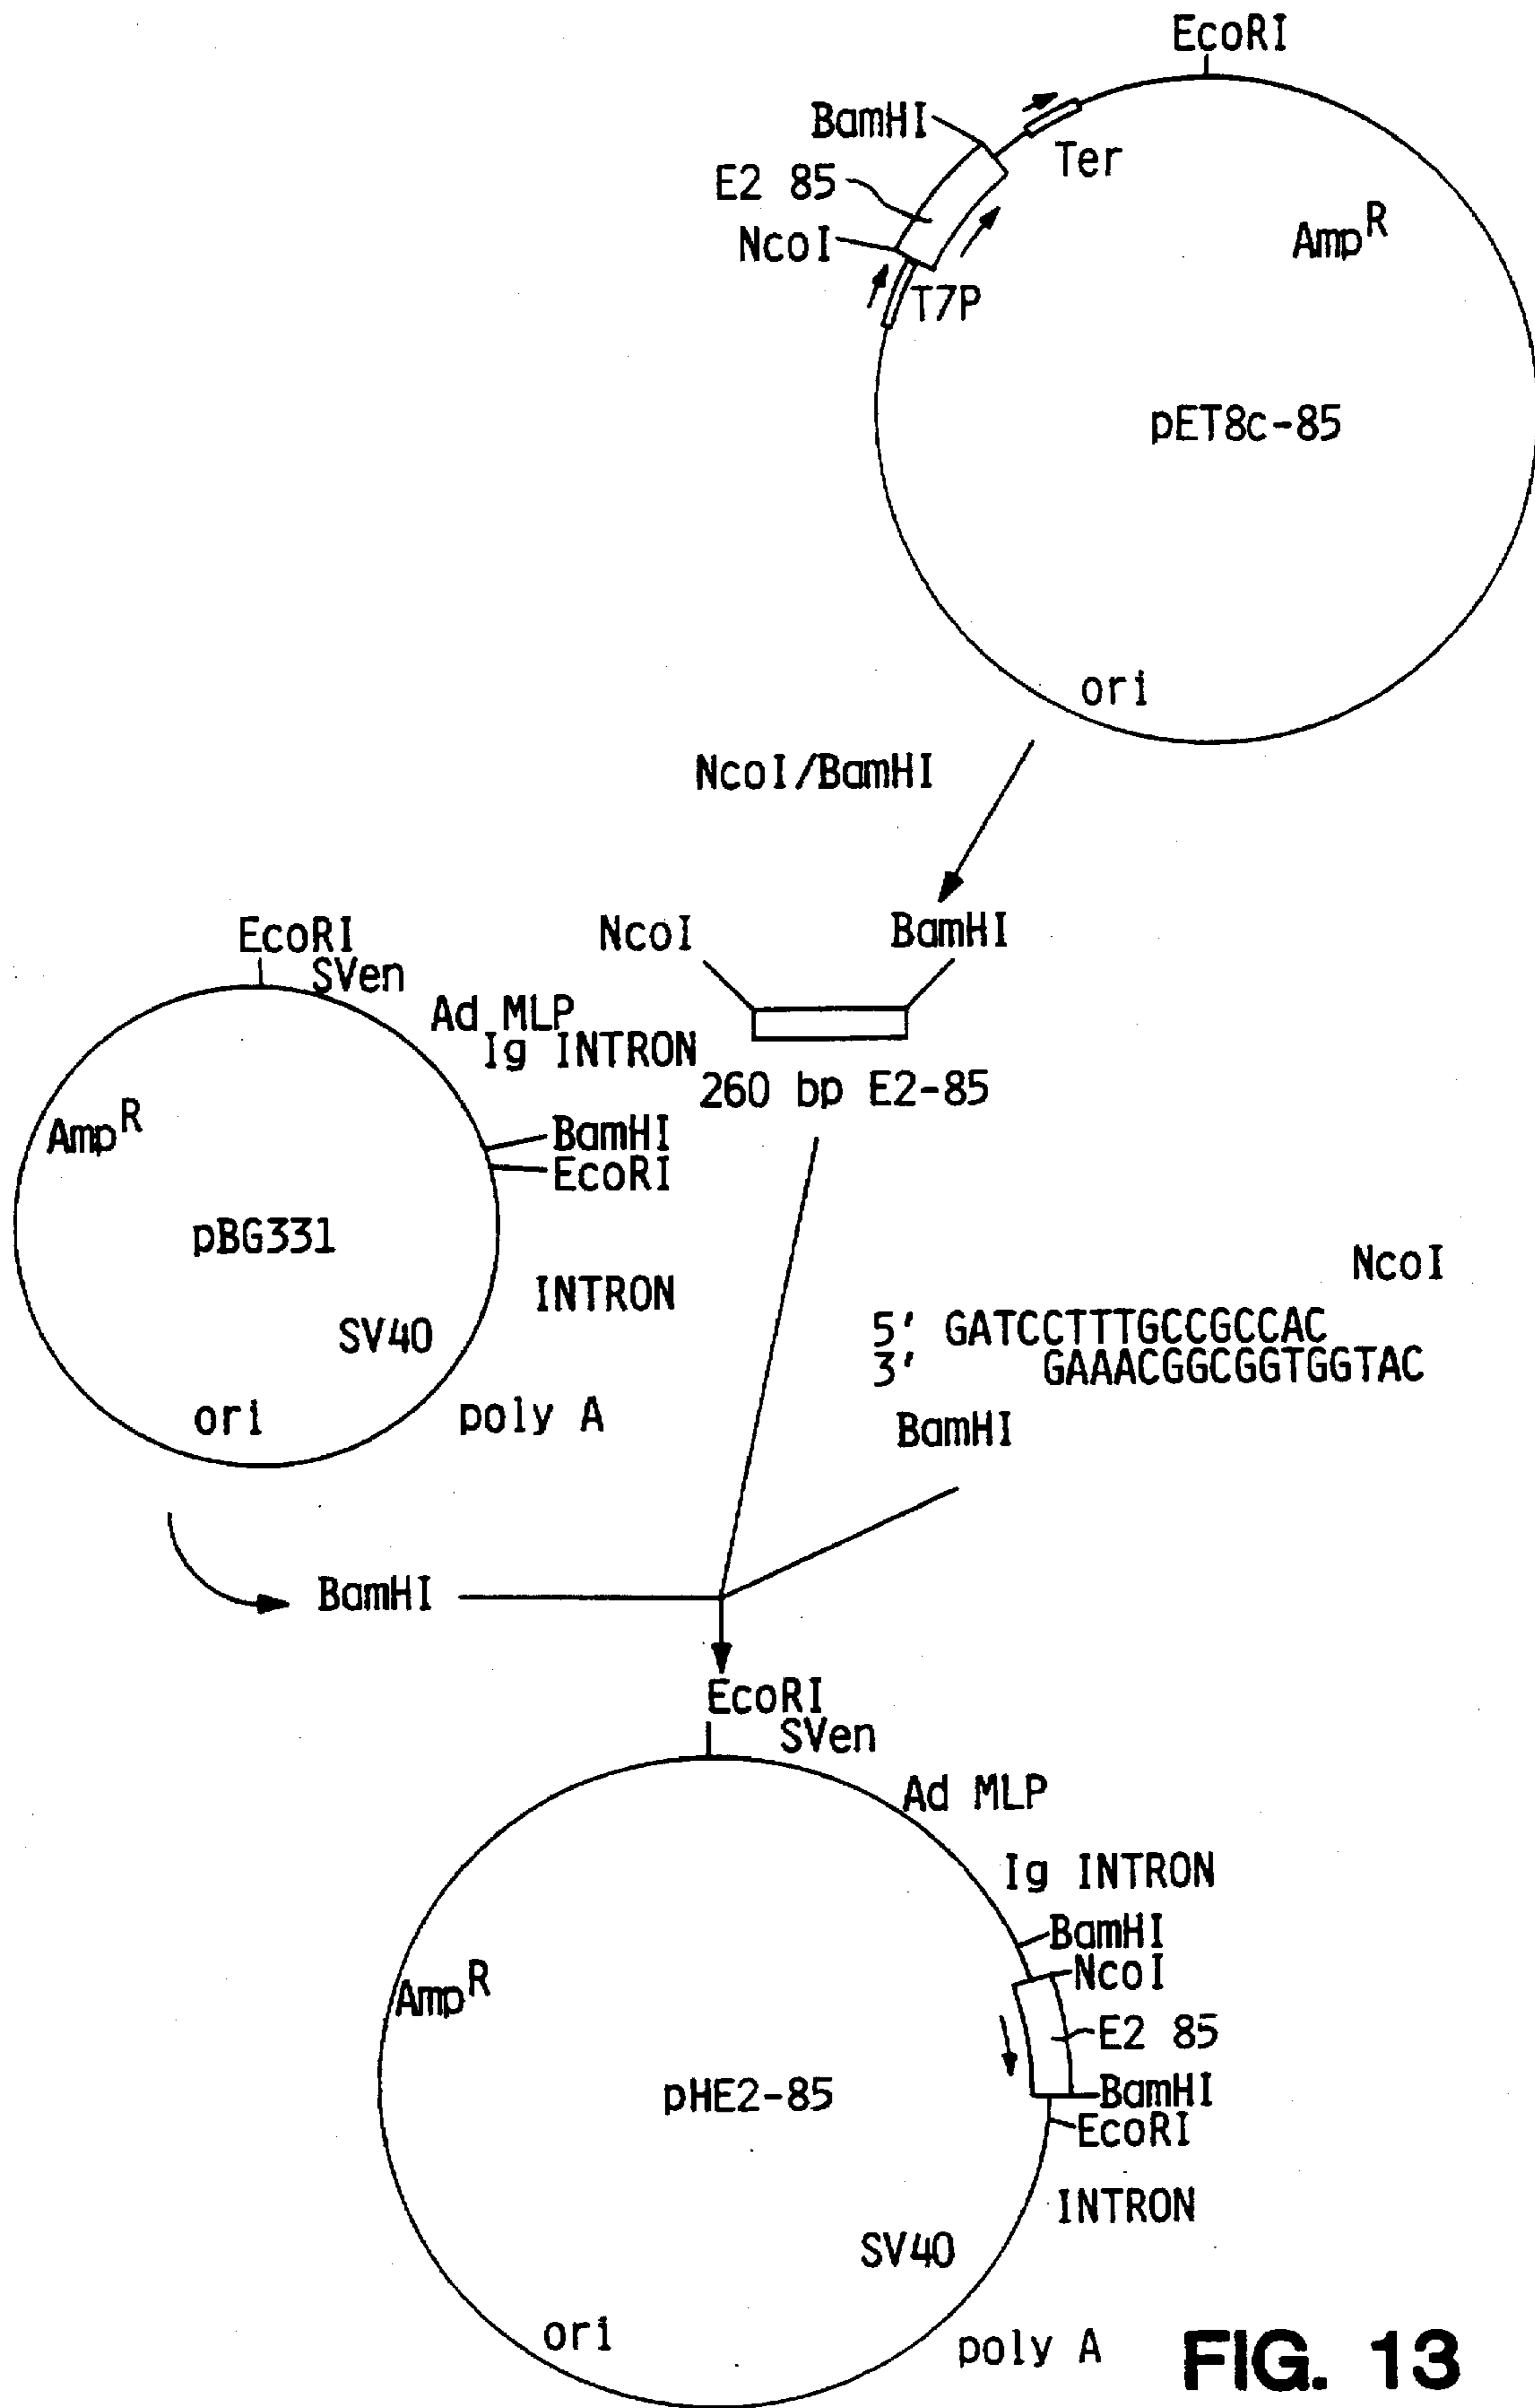 EcoRI
BamHI
Ter
E2 85
AmpR
NcoI
T7P
pET8c-85
ori
NcoI/BamHI
NcoI
BamHI
260 bp E2-85
EcoRI
SVen
Ad MLP
Ig INTRON
AmpR
BamHI
EcoRI
pBG331
INTRON
SV40
ori
poly A
NcoI
5' GATCCTTTGCCGCCAC
3' GAAACGGCGGTGGTAC
BamHI
BamHI
EcoRI
SVen
Ad MLP
Ig INTRON
BamHI
NcoI
AmpR
E2 85
pHE2-85
BamHI
EcoRI
INTRON
SV40
ori
poly A
FIG. 13